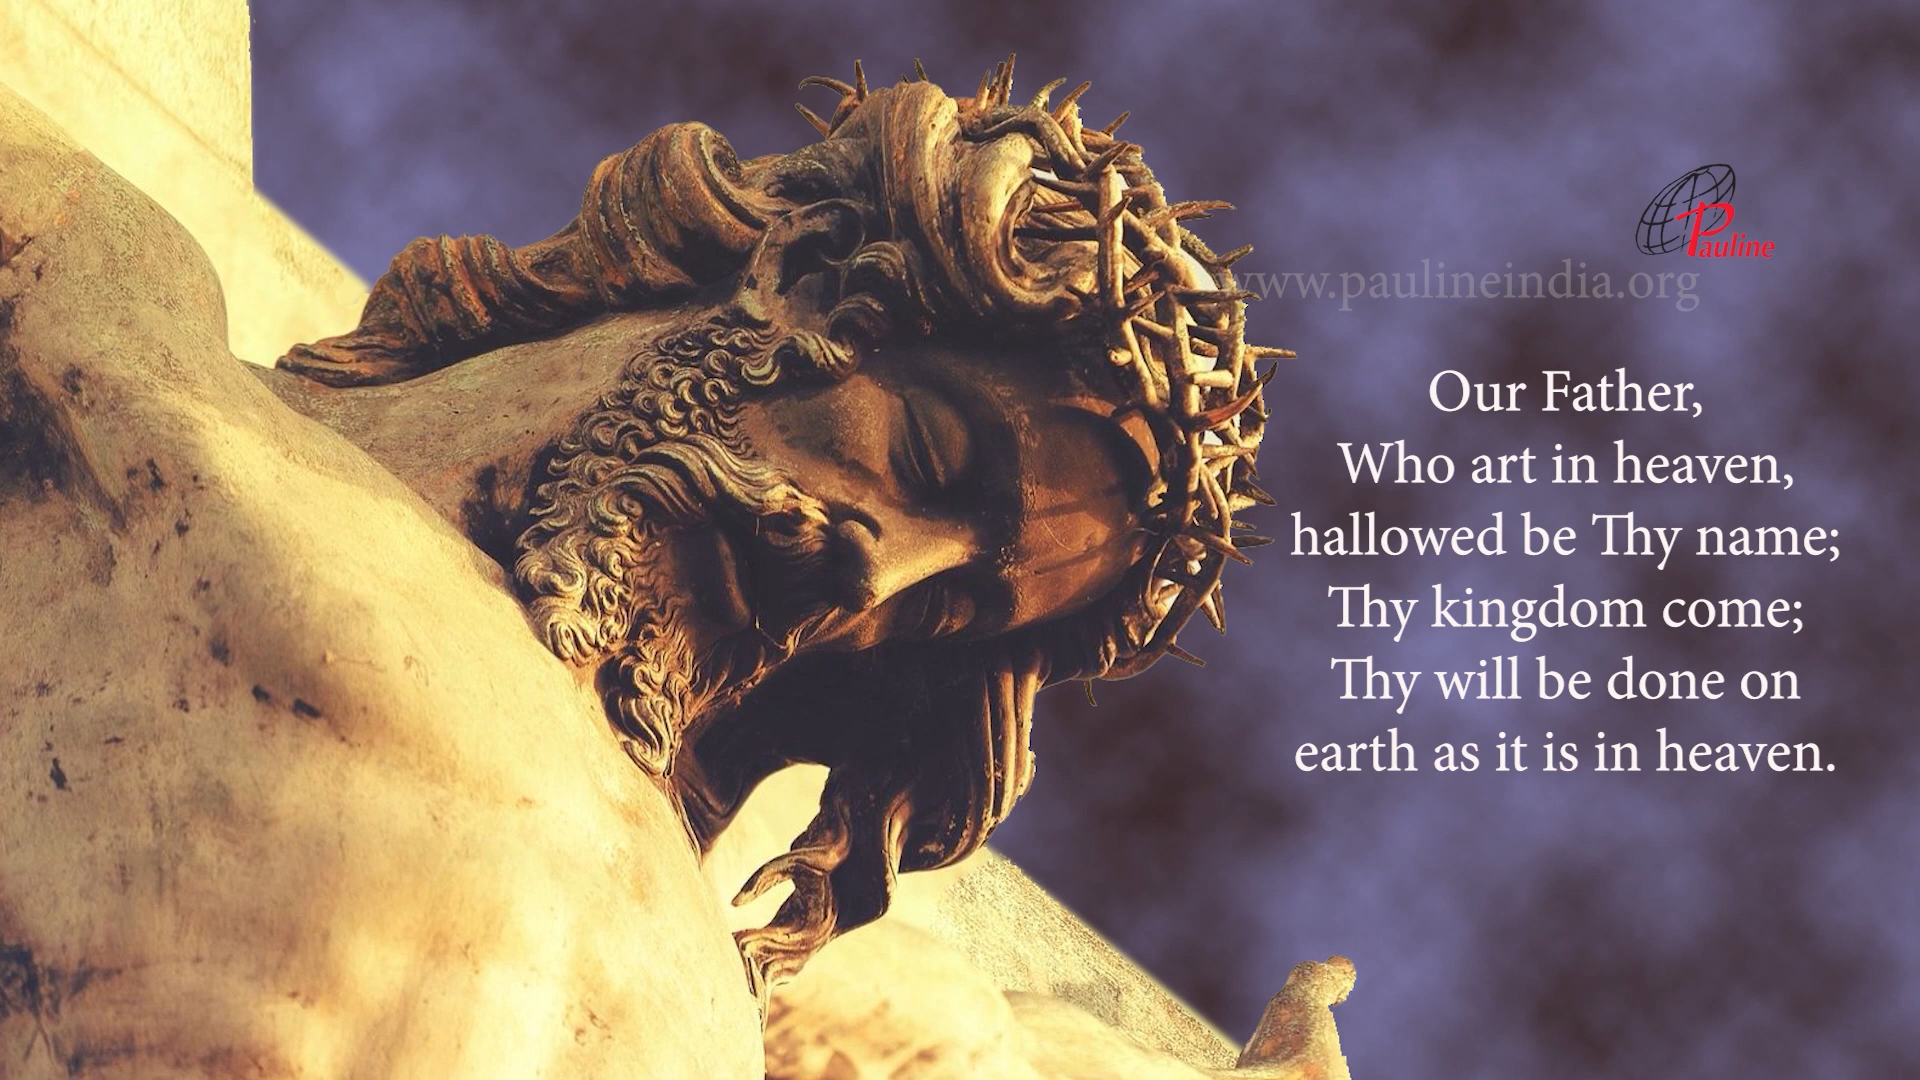 Pauline
www.paulineindia.org
Our Father,
Who art in heaven,
hallowed be Thy name;
Thy kingdom come;
Thy will be done on
earth as it is in heaven.